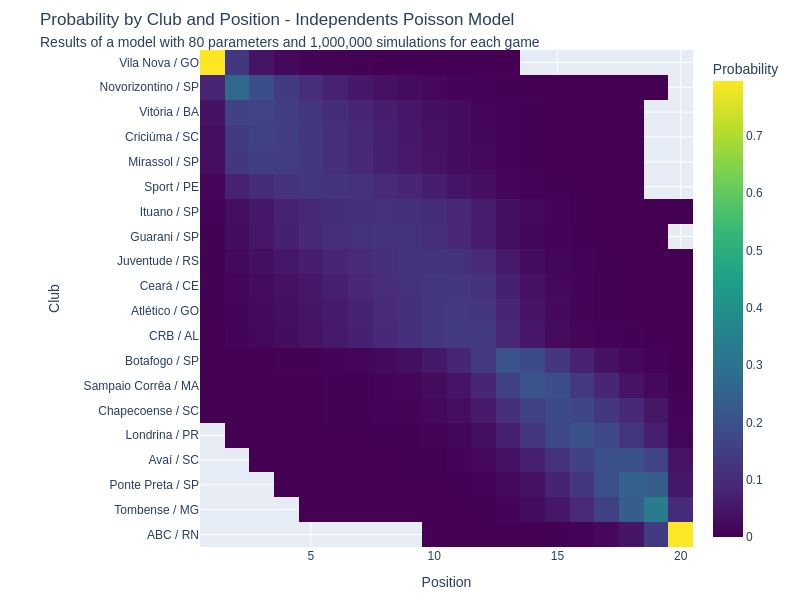 Probability by Club and Position - Independents Poisson Model
Results of a model with 80 parameters and 1,000,000 simulations for each game
Probability
Club
Vila Nova / GO
Novorizontino / SP
Vitória / BA
Criciúma / SC
Mirassol / SP
Sport / PE
Ituano / SP
Guarani / SP
Juventude / RS
Ceará / CE
Atlético / GO
CRB / AL
Botafogo / SP
Sampaio Corrêa / MA
Chapecoense / SC
Londrina / PR
Avaí / SC
Ponte Preta / SP
Tombense / MG
ABC / RN
0.7
0.6
0.5
0.4
0.3
0.2
0.1
0
5
10
15
20
Position